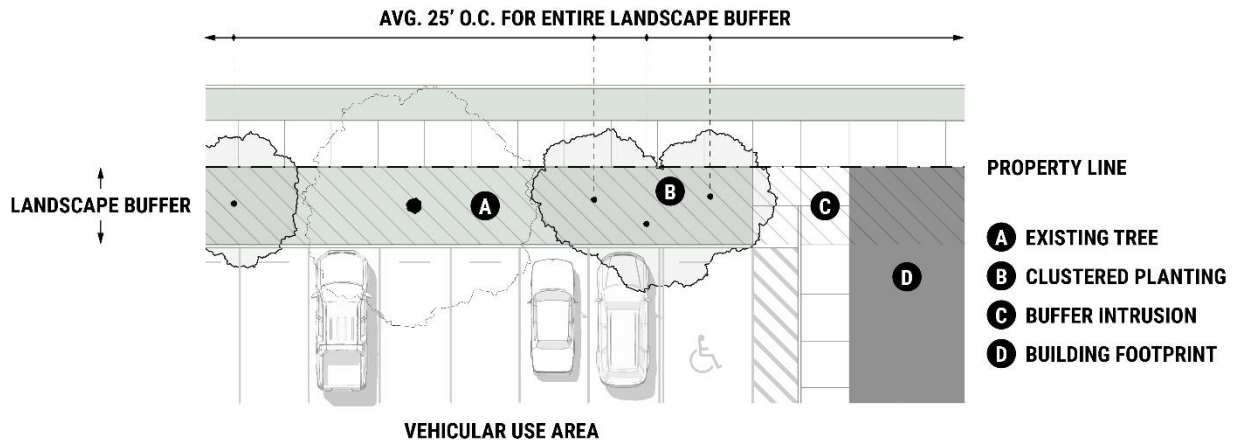 AVG. 25’ O.C. FOR ENTIRE LANDSCAPE BUFFER
PROPERTY LINE
LANDSCAPE BUFFER
A
B
C
D
A EXISTING TREE
B CLUSTERED PLANTING
C BUFFER INTRUSION
D BUILDING FOOTPRINT
VEHICULAR USE AREA